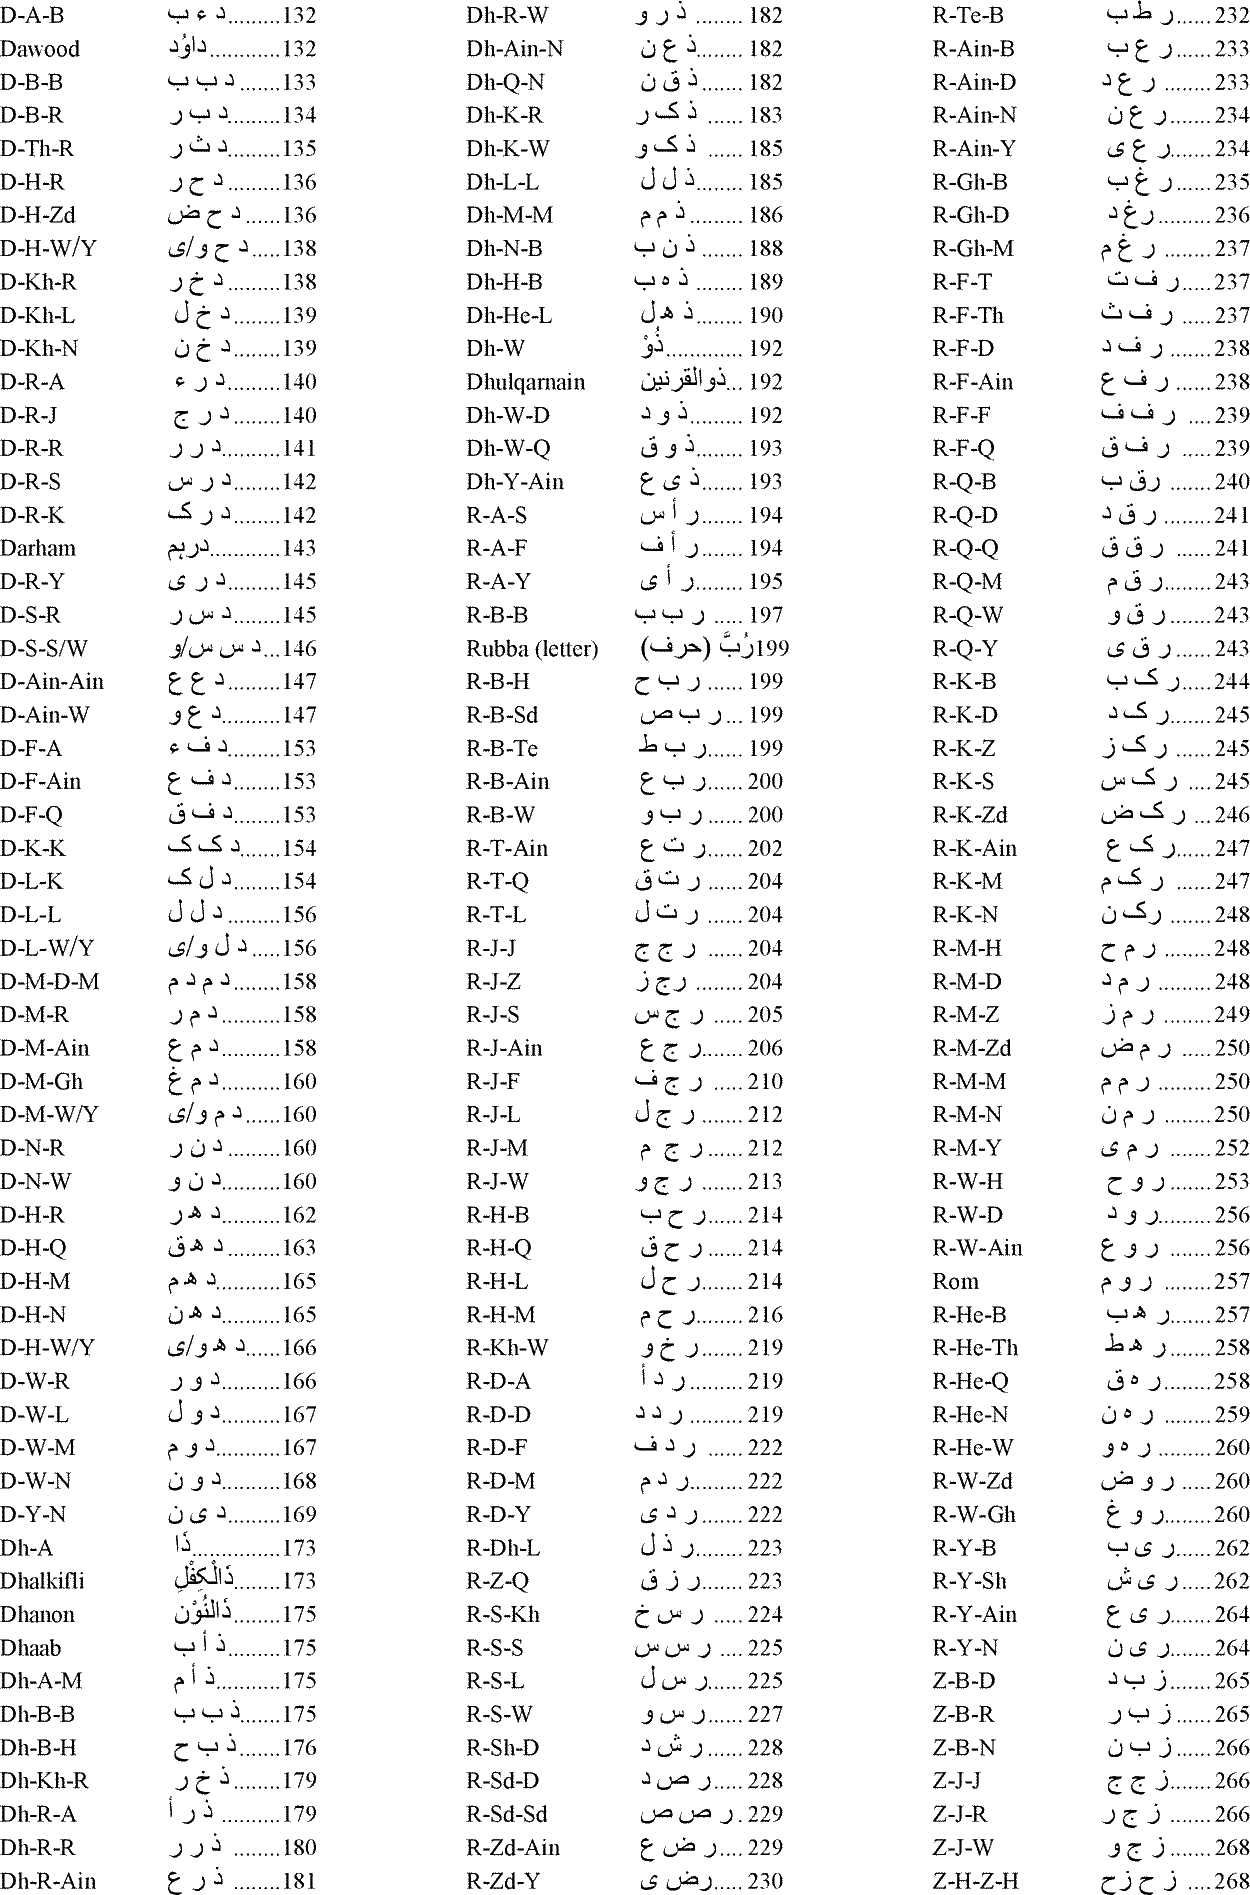 D-A-B د ء ب.........132
Dawood داوُد............132
D-B-B د ب ب........133
D-B-R د ب ر.........134
D-Th-R د ث ر.........135
D-H-R د ح ر.........136
D-H-Zd د ح ض......136
D-H-W/Y د ح و/ی.....138
D-Kh-R د خ ر.........138
D-Kh-L د خ ل.........139
D-Kh-N د خ ن.........139
D-R-A د ر ء.........140
D-R-J د ر ج.........140
D-R-R د ر ر..........141
D-R-S د ر س........142
D-R-K د ر ک........142
Darham درہم............143
D-R-Y د ر ی.........145
D-S-R د س ر........145
D-S-S/W د س س/و...146
D-Ain-Ain د ع ع.........147
D-Ain-W د ع و.........147
D-F-A د ف ء.........153
D-F-Ain د ف ع.........153
D-F-Q د ف ق.........153
D-K-K د ک ک.......154
D-L-K د ل ک........154
D-L-L د ل ل.........156
D-L-W/Y د ل و/ی.....156
D-M-D-M د م د م.......158
D-M-R د م ر..........158
D-M-Ain د م ع.........158
D-M-Gh د م غ.........160
D-M-W/Y د م و/ی......160
D-N-R د ن ر.........160
D-N-W د ن و..........160
D-H-R د ھ ر.........162
D-H-Q د ھ ق.........163
D-H-M د ھ م.........165
D-H-N د ھ ن.........165
D-H-W/Y د ھ و/ی......166
D-W-R د و ر..........166
D-W-L د و ل..........167
D-W-M د و م..........167
D-W-N د و ن..........168
D-Y-N د ی ن.........169
Dh-A ذَا...............173
Dhalkifli ذَالْکِفْلِ........173
Dhanon ذَالنُّوْن........175
Dhaab ذ أ ب.........175
Dh-A-M ذ أ م..........175
Dh-B-B ذ ب ب.......175
Dh-B-H ذ ب ح........176
Dh-Kh-R ذ خ ر.........179
Dh-R-A ذ ر أ ..........179
Dh-R-R ذ ر ر .........180
Dh-R-Ain ذ ر ع .........181
Dh-R-W ذ ر و ........ 182
Dh-Ain-N ذ ع ن........ 182
Dh-Q-N ذ ق ن....... 182
Dh-K-R ذ ک ر ...... 183
Dh-K-W ذ ک و ...... 185
Dh-L-L ذ ل ل ........ 185
Dh-M-M ذ م م ........ 186
Dh-N-B ذ ن ب ....... 188
Dh-H-B ذ ہ ب ........ 189
Dh-He-L ذ ھ ل........ 190
Dh-W ذُوْ............. 192
Dhulqarnain ذوالقرنین... 192
Dh-W-D ذ و د......... 192
Dh-W-Q ذ و ق ........ 193
Dh-Y-Ain ذ ی ع........ 193
R-A-S ر أ س....... 194
R-A-F ر أ ف....... 194
R-A-Y ر أ ی........ 195
R-B-B ر ب ب ..... 197
Rubba (letter) رُبَّ (حرف)199
R-B-H ر ب ح ...... 199
R-B-Sd ر ب ص ... 199
R-B-Te ر ب ط...... 199
R-B-Ain ر ب ع...... 200
R-B-W ر ب و ...... 200
R-T-Ain ر ت ع...... 202
R-T-Q ر ت ق ...... 204
R-T-L ر ت ل ...... 204
R-J-J ر ج ج ....... 204
R-J-Z ر ج ز ........ 204
R-J-S ر ج س ..... 205
R-J-Ain ر ج ع....... 206
R-J-F ر ج ف ...... 210
R-J-L ر ج ل ....... 212
R-J-M ر ج م ....... 212
R-J-W ر ج و ....... 213
R-H-B ر ح ب ..... 214
R-H-Q ر ح ق ...... 214
R-H-L ر ح ل....... 214
R-H-M ر ح م........ 216
R-Kh-W ر خ و........ 219
R-D-A ر د أ......... 219
R-D-D ر د د ........ 219
R-D-F ر د ف ...... 222
R-D-M ر د م ........ 222
R-D-Y ر د ی ....... 222
R-Dh-L ر ذ ل ....... 223
R-Z-Q ر ز ق ....... 223
R-S-Kh ر س خ .... 224
R-S-S ر س س .... 225
R-S-L ر س ل...... 225
R-S-W ر س و...... 227
R-Sh-D ر ش د...... 228
R-Sd-D ر ص د .... 228
R-Sd-Sd ر ص ص . 229
R-Zd-Ain ر ض ع .... 229
R-Zd-Y ر ض ی..... 230
R-Te-B ر ط ب......232
R-Ain-B ر ع ب.......233
R-Ain-D ر ع د ........233
R-Ain-N ر ع ن.......234
R-Ain-Y ر ع ی.......234
R-Gh-B ر غ ب ......235
R-Gh-D ر غ د .........236
R-Gh-M ر غ م ........237
R-F-T ر ف ت......237
R-F-Th ر ف ث .....237
R-F-D ر ف د ......238
R-F-Ain ر ف ع ......238
R-F-F ر ف ف ....239
R-F-Q ر ف ق .....239
R-Q-B ر ق ب ......240
R-Q-D ر ق د ........241
R-Q-Q ر ق ق ......241
R-Q-M ر ق م .......243
R-Q-W ر ق و ........243
R-Q-Y ر ق ی .......243
R-K-B ر ک ب.....244
R-K-D ر ک د.......245
R-K-Z ر ک ز ......245
R-K-S ر ک س ....245
R-K-Zd ر ک ض ...246
R-K-Ain ر ک ع......247
R-K-M ر ک م ......247
R-K-N ر ک ن ......248
R-M-H ر م ح .......248
R-M-D ر م د ........248
R-M-Z ر م ز ........249
R-M-Zd ر م ض .....250
R-M-M ر م م ........250
R-M-N ر م ن ........250
R-M-Y ر م ی .......252
R-W-H ر و ح .......253
R-W-D ر و د.........256
R-W-Ain ر و ع .......256
Rom ر و م ........257
R-He-B ر ھ ب ......257
R-He-Th ر ھ ط ......258
R-He-Q ر ہ ق........258
R-He-N ر ہ ن .......259
R-He-W ر ہ و ........260
R-W-Zd ر و ض .....260
R-W-Gh ر و غ........260
R-Y-B ر ی ب......262
R-Y-Sh ر ی ش .....262
R-Y-Ain ر ی ع.......264
R-Y-N ر ی ن.......264
Z-B-D ز ب د ......265
Z-B-R ز ب ر ......265
Z-B-N ز ب ن......266
Z-J-J ز ج ج.......266
Z-J-R ز ج ر........266
Z-J-W ز ج و .......268
Z-H-Z-H ز ح ز ح ....268